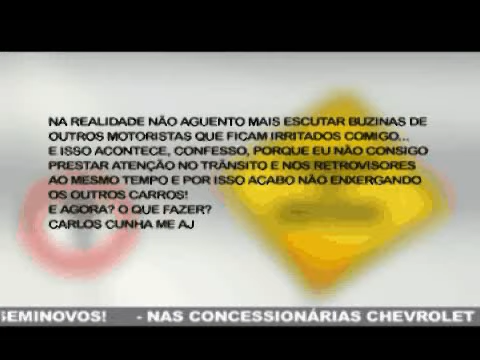 NA REALIDADE NÃO AGUENTO MAIS ESCUTAR BUZINAS DE
OUTROS MOTORISTAS QUE FIÇAM IRRITADOS COMIGO...
E ISSO ACONTECE, CONFESSO, PORQUE EU NÃO CONSIGO
PRESTAR ATENÇÃO NO TRÂNSITO E NOS RETROVISORES
AO MESMO TEMPO E POR ISSO ACABO NÃO ENXERGANDO
OS OUTROS CARROS!
E AGORA? O QUE FAZER?
CARLOS CUNHA ME AJ
SEMINOVOS! - NAS CONCESSIONÁRIAS CHEVROLET